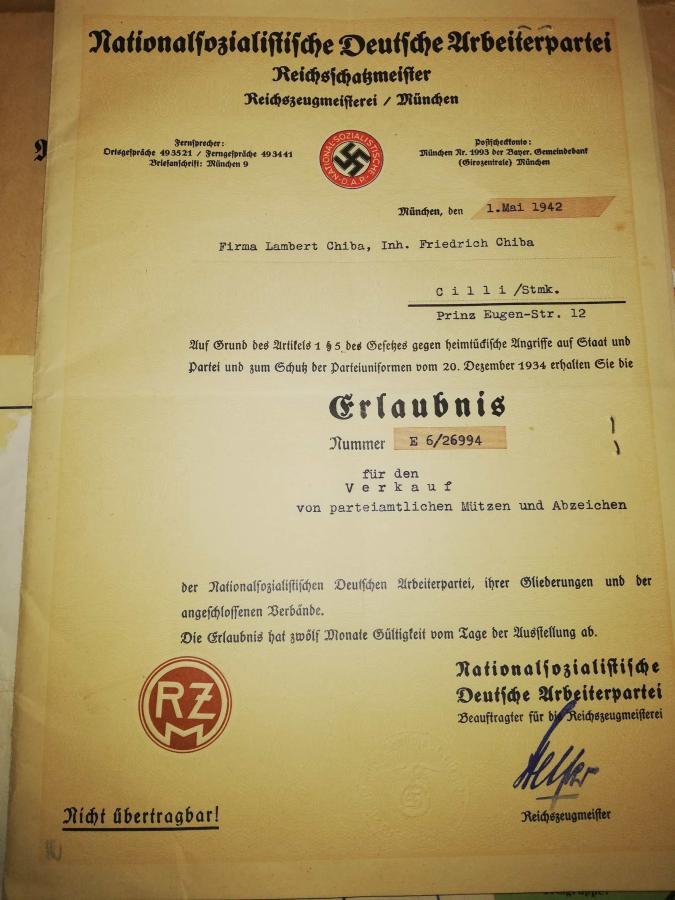 Nationalsozialistische Deutsche Arbeiterpartei
Reichsschatzmeister
Reichszeugmeisterei / München
Fernsprecher:
Ortsgespräche 493521 / Ferngespräche 493441
Briefanschrift: München 9
NATIONAL-SOZIALISTISCHE
D.A.P.
Postscheckkonto:
München Nr. 1993 der Bayer. Gemeindebank
(Girozentrale) München
München, den 1.Mai 1942
Firma Lambert Chiba, Inh. Friedrich Chiba
C i l l i /Stmk.
Prinz Eugen-Str. 12
Auf Grund des Artikels 1 § 5 des Gesetzes gegen heimtückische Angriffe auf Staat und
Partei und zum Schutz der Parteiuniformen vom 20. Dezember 1934 erhalten Sie die
Erlaubnis
Nummer E 6/26994
für den
V e r k a u f
von parteiamtlichen Mützen und Abzeichen
der Nationalsozialistischen Deutschen Arbeiterpartei, ihrer Gliederungen und der
angeschlossenen Verbände.
Die Erlaubnis hat zwölf Monate Gültigkeit vom Tage der Ausstellung ab.
RZM
Nationalsozialistische
Deutsche Arbeiterpartei
Beauftragter für die Reichszeugmeisterei
Reichszeugmeister
Nicht übertragbar!